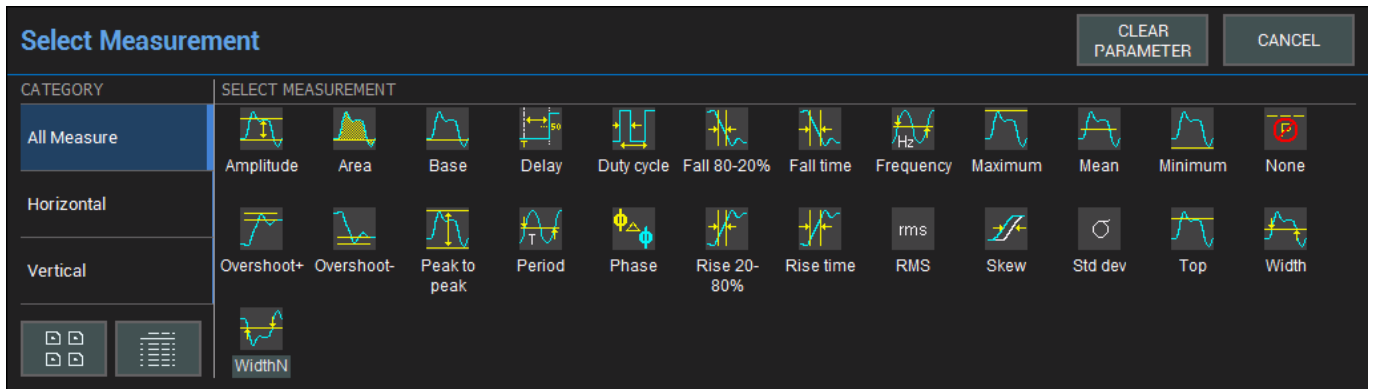 Select Measurement
CLEAR
PARAMETER
CANCEL
CATEGORY
SELECT MEASUREMENT
All Measure
Horizontal
Vertical
50
T
Hz
P
Amplitude Area Base Delay Duty cycle Fall 80-20% Fall time Frequency Maximum Mean Minimum None
T
Φ Φ
rms
σ
Overshoot+ Overshoot- Peak to
peak Period Phase Rise 20-
80% Rise time RMS Skew Std dev Top Width
WidthN